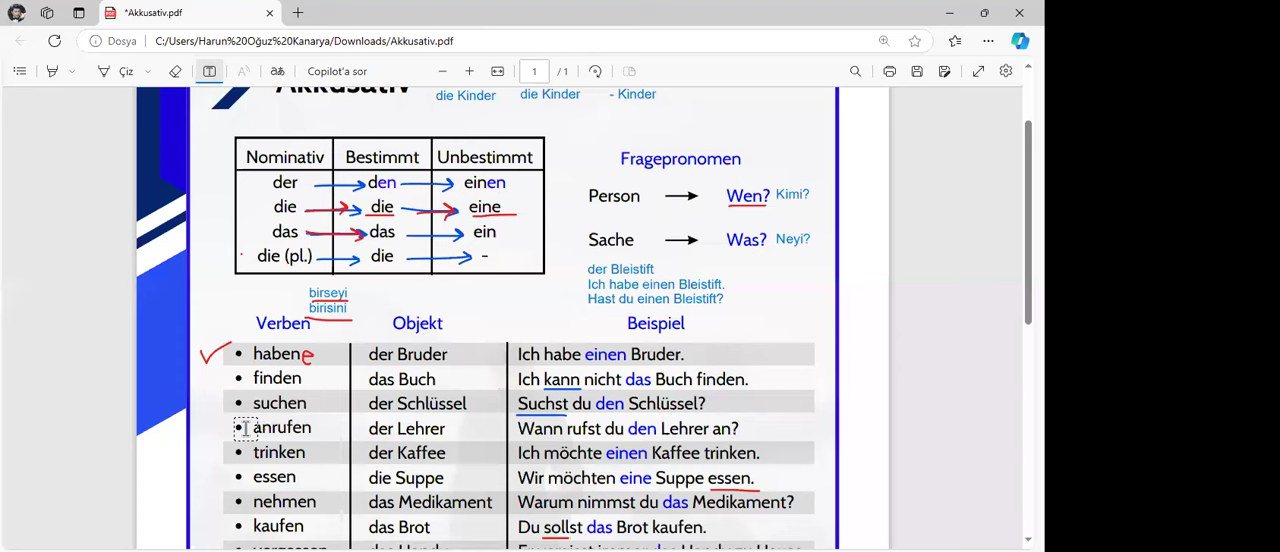 *Akkusativ.pdf
Dosya C:/Users/Harun%20Oğuz%20Kanarya/Downloads/Akkusativ.pdf
Çiz aあ Copilot'a sor 1 / 1
Akkusativ die Kinder die Kinder - Kinder
Nominativ Bestimmt Unbestimmt
der den einen
die die eine
das das ein
die (pl.) die -
Fragepronomen
Person Wen? Kimi?
Sache Was? Neyi?
der Bleistift
Ich habe einen Bleistift.
Hast du einen Bleistift?
birseyi
birisini
Verben Objekt Beispiel
• haben e der Bruder Ich habe einen Bruder.
• finden das Buch Ich kann nicht das Buch finden.
• suchen der Schlüssel Suchst du den Schlüssel?
• anrufen der Lehrer Wann rufst du den Lehrer an?
• trinken der Kaffee Ich möchte einen Kaffee trinken.
• essen die Suppe Wir möchten eine Suppe essen.
• nehmen das Medikament Warum nimmst du das Medikament?
• kaufen das Brot Du sollst das Brot kaufen.